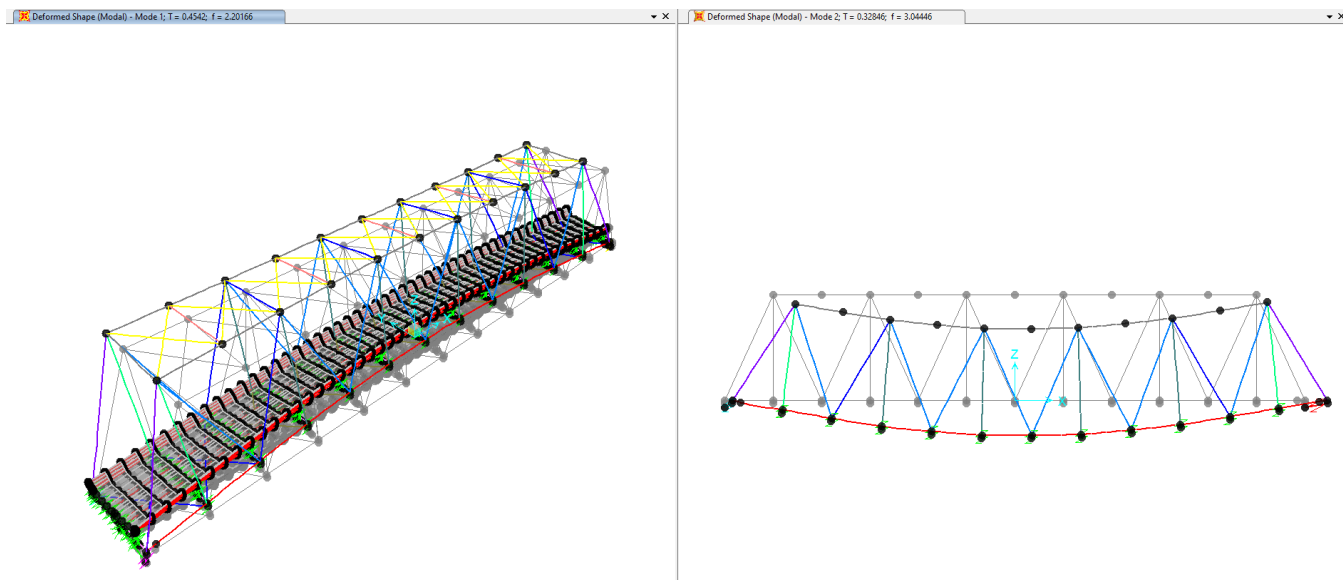 Deformed Shape (Modal) - Mode 1; T = 0.4542; f = 2.20166
Deformed Shape (Modal) - Mode 2; T = 0.32846; f = 3.04446
Z